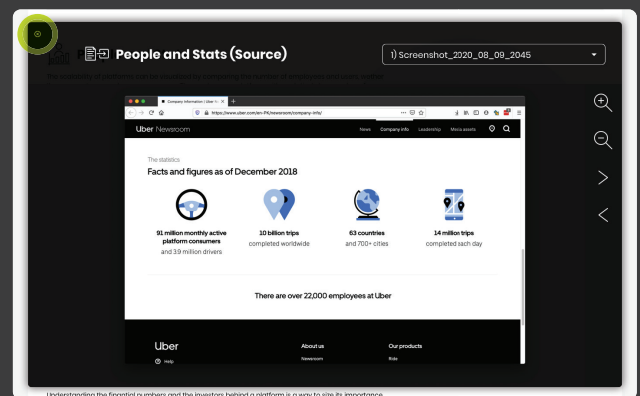 People and Stats (Source)
1) Screenshot_2020_08_09_2045
Company Information | Uber
https://www.uber.com/en-PK/newsroom/company-info/
Uber Newsroom
News Company info Leadership Media assets
The statistics
Facts and figures as of
December 2018
91 million monthly active
platform consumers
and 3.9 million drivers
10 billion trips
completed worldwide
63 countries
and 700+ cities
14 million trips
completed each day
There are over 22,000 employees at Uber
Uber
Help
About us
Newsroom
Our products
Ride
Understanding the finantial numbers and the investors behind a platform is a way to size its importance